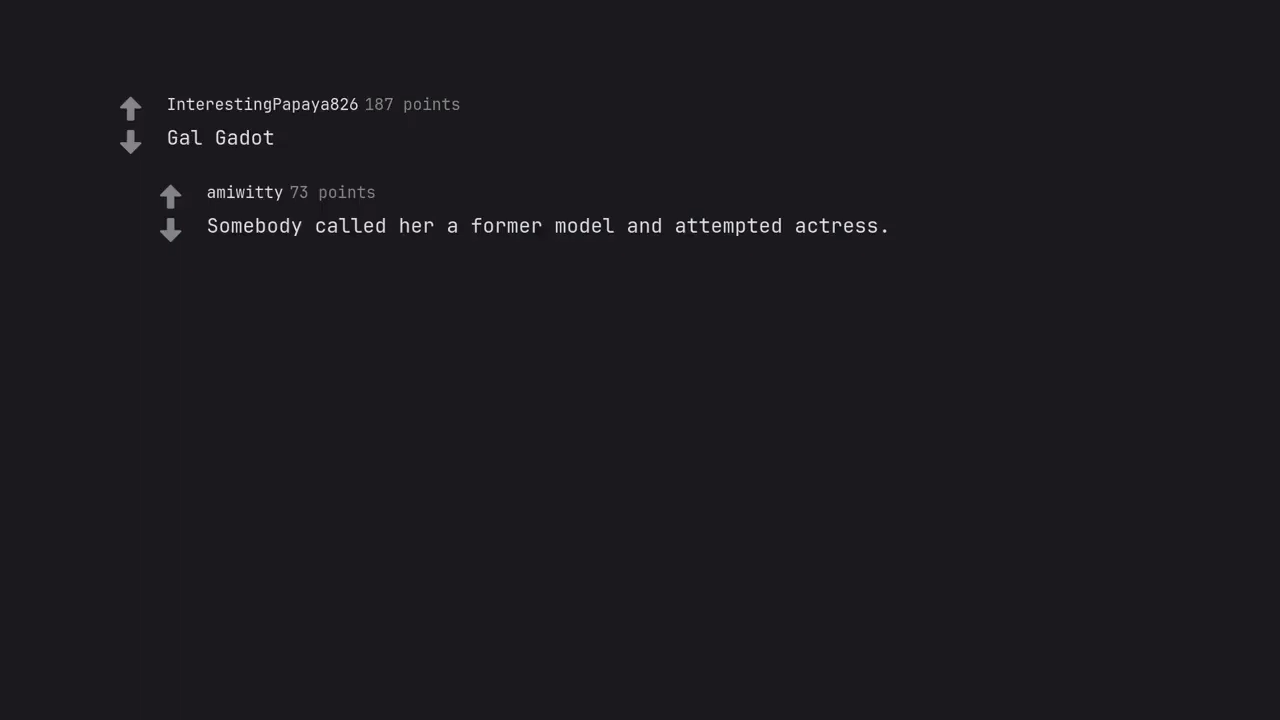 InterestingPapaya826 187 points
Gal Gadot
amiwitty 73 points
Somebody called her a former model and attempted actress.